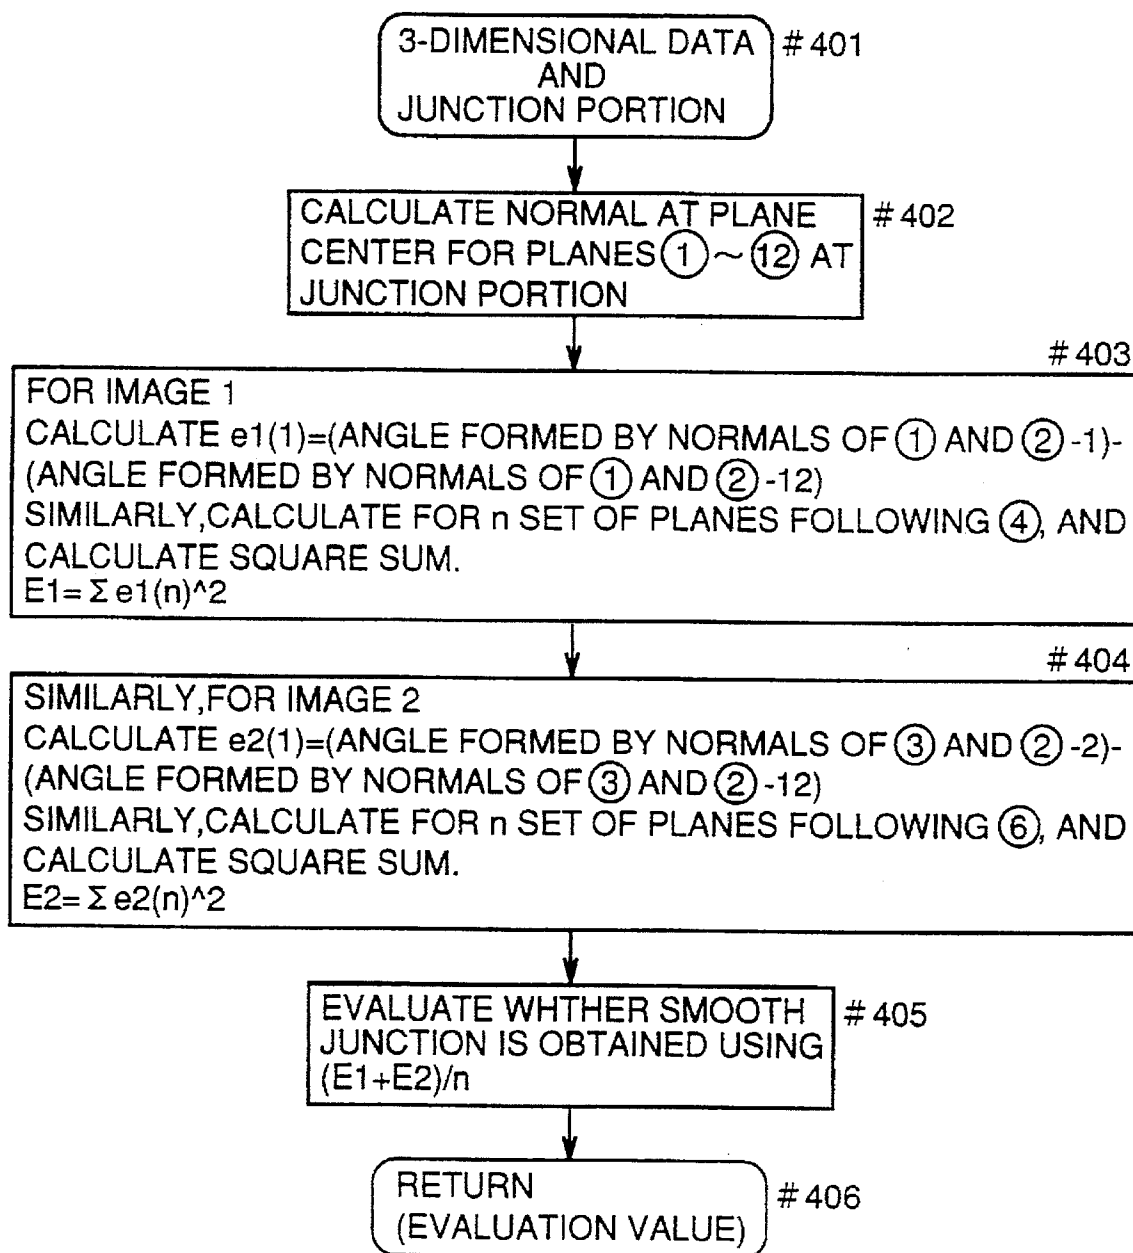 3-DIMENSIONAL DATA # 401
AND
JUNCTION PORTION
CALCULATE NORMAL AT PLANE # 402
CENTER FOR PLANES ① ~ ⑫ AT
JUNCTION PORTION
# 403
FOR IMAGE 1
CALCULATE e1(1)=(ANGLE FORMED BY NORMALS OF ① AND ② -1)-
(ANGLE FORMED BY NORMALS OF ① AND ② -12)
SIMILARLY,CALCULATE FOR n SET OF PLANES FOLLOWING ④, AND
CALCULATE SQUARE SUM.
E1= Σ e1(n)^2
# 404
SIMILARLY,FOR IMAGE 2
CALCULATE e2(1)=(ANGLE FORMED BY NORMALS OF ③ AND ② -2)-
(ANGLE FORMED BY NORMALS OF ③ AND ② -12)
SIMILARLY,CALCULATE FOR n SET OF PLANES FOLLOWING ⑥, AND
CALCULATE SQUARE SUM.
E2= Σ e2(n)^2
EVALUATE WHTHER SMOOTH # 405
JUNCTION IS OBTAINED USING
(E1+E2)/n
RETURN # 406
(EVALUATION VALUE)